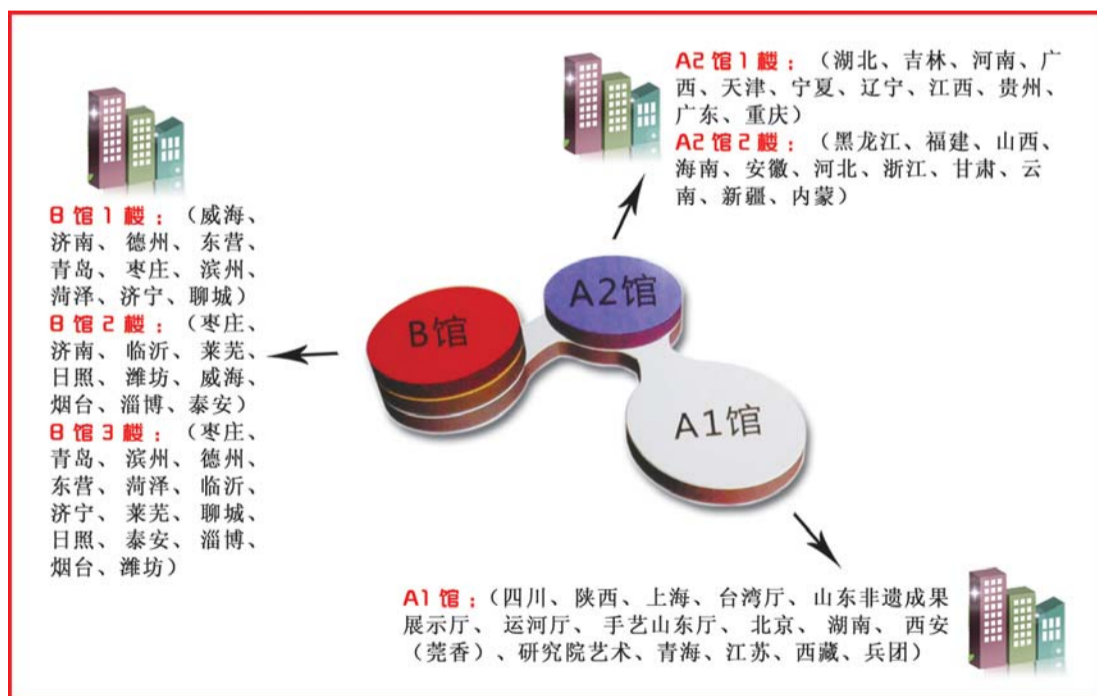 A2馆1楼：（湖北、吉林、河南、广
西、天津、宁夏、辽宁、江西、贵州、
广东、重庆）
A2馆2楼：（黑龙江、福建、山西、
海南、安徽、河北、浙江、甘肃、云
南、新疆、内蒙）
B馆1楼：（威海、
济南、德州、东营、
青岛、枣庄、滨州、
菏泽、济宁、聊城）
B馆2楼：（枣庄、
济南、临沂、莱芜、
日照、潍坊、威海、
烟台、淄博、泰安）
B馆3楼：（枣庄、
青岛、滨州、德州、
东营、菏泽、临沂、
济宁、莱芜、聊城、
日照、泰安、淄博、
烟台、潍坊）
A2馆
B馆
A1馆
A1馆：（四川、陕西、上海、台湾厅、山东非遗成果
展示厅、运河厅、手艺山东厅、北京、湖南、西安
（莞香）、研究院艺术、青海、江苏、西藏、兵团）